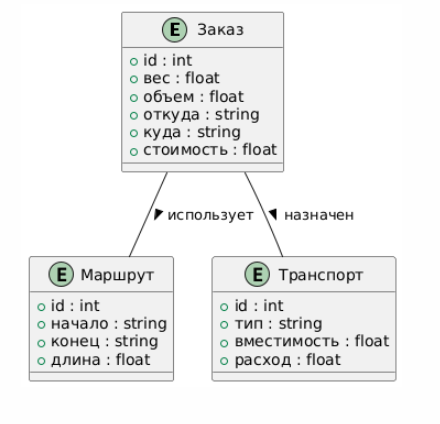 E Заказ
id : int
вес : float
объем : float
откуда : string
куда : string
стоимость : float
использует
назначен
E Маршрут
id : int
начало : string
конец : string
длина : float
E Транспорт
id : int
тип : string
вместимость : float
расход : float